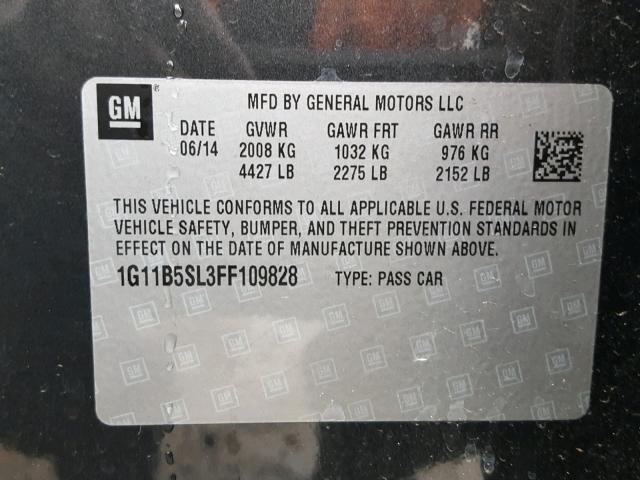 GM
MFD BY GENERAL MOTORS LLC
DATE GVWR GAWR FRT GAWR RR
06/14 2008 KG 1032 KG 976 KG
4427 LB 2275 LB 2152 LB
THIS VEHICLE CONFORMS TO ALL APPLICABLE U.S. FEDERAL MOTOR
VEHICLE SAFETY, BUMPER, AND THEFT PREVENTION STANDARDS IN
EFFECT ON THE DATE OF MANUFACTURE SHOWN ABOVE.
1G11B5SL3FF109828 TYPE: PASS CAR